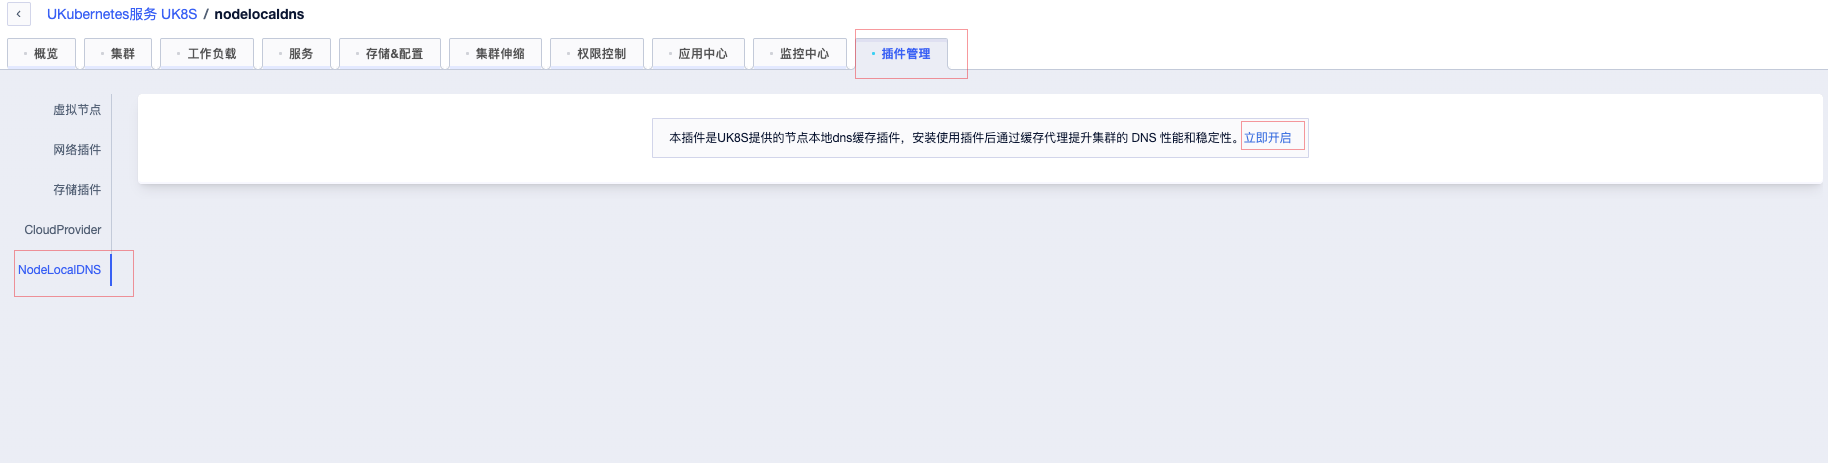 UKubernetes服务 UK8S / nodelocaldns
概览 集群 工作负载 服务 存储&配置 集群伸缩 权限控制 应用中心 监控中心 插件管理
虚拟节点
本插件是UK8S提供的节点本地dns缓存插件，安装使用插件后通过缓存代理提升集群的 DNS 性能和稳定性。立即开启
网络插件
存储插件
CloudProvider
NodeLocalDNS